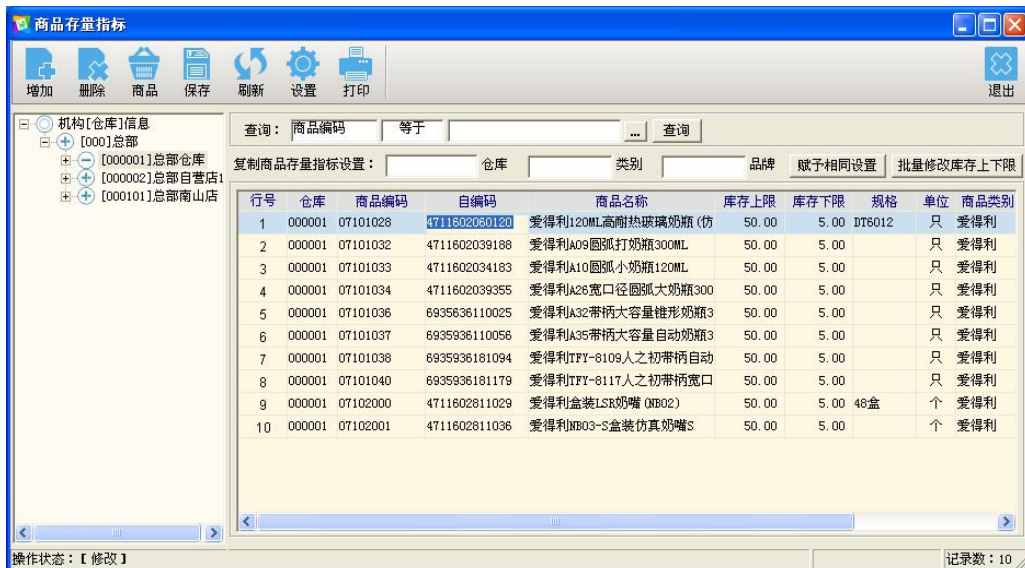 商品存量指标
增加 删除 商品 保存 刷新 设置 打印 退出
机构[仓库]信息
[000]总部
[000001]总部仓库
[000002]总部自营店1
[000101]总部南山店
查询： 商品编码 等于 ... 查询
复制商品存量指标设置： 仓库 类别 品牌 赋予相同设置 批量修改库存上下限
行号 仓库 商品编码 自编码 商品名称 库存上限 库存下限 规格 单位 商品类别
1 000001 07101028 4711602060120 爱得利120ML高耐热玻璃奶瓶(仿 50.00 5.00 DT6012 只 爱得利
2 000001 07101032 4711602039188 爱得利A09圆弧打奶瓶300ML 50.00 5.00 只 爱得利
3 000001 07101033 4711602034183 爱得利A10圆弧小奶瓶120ML 50.00 5.00 只 爱得利
4 000001 07101034 4711602039355 爱得利A26宽口径圆弧大奶瓶300 50.00 5.00 只 爱得利
5 000001 07101036 6935636110025 爱得利A32带柄大容量锥形奶瓶3 50.00 5.00 只 爱得利
6 000001 07101037 6935936110056 爱得利A35带柄大容量自动奶瓶3 50.00 5.00 只 爱得利
7 000001 07101038 6935936181094 爱得利TFY-8109人之初带柄自动 50.00 5.00 只 爱得利
8 000001 07101040 6935936181179 爱得利TFY-8117人之初带柄宽口 50.00 5.00 只 爱得利
9 000001 07102000 4711602811029 爱得利盒装LSR奶嘴(NB02) 50.00 5.00 48盒 个 爱得利
10 000001 07102001 4711602811036 爱得利NB03-S盒装仿真奶嘴S 50.00 5.00 个 爱得利
操作状态：【修改】 记录数：10